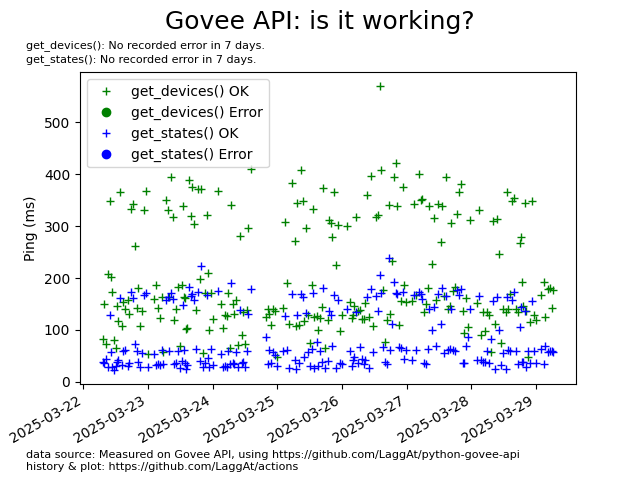 Govee API: is it working?
get_devices(): No recorded error in 7 days.
get_states(): No recorded error in 7 days.
get_devices() OK
get_devices() Error
get_states() OK
get_states() Error
Ping (ms)
500
400
300
200
100
0
2025-03-22
2025-03-23
2025-03-24
2025-03-25
2025-03-26
2025-03-27
2025-03-28
2025-03-29
data source: Measured on Govee API, using https://github.com/LaggAt/python-govee-api
history & plot: https://github.com/LaggAt/actions